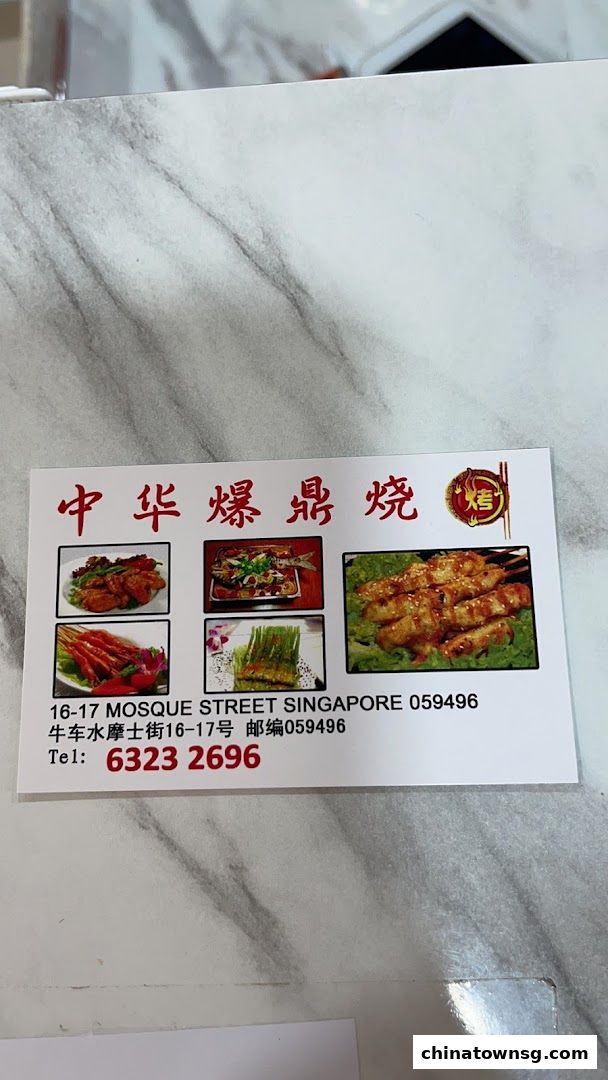 中华爆鼎烧
烤
16-17 MOSQUE STREET SINGAPORE 059496
牛车水摩士街16-17号 邮编059496
Tel: 6323 2696
chinatownsg.com